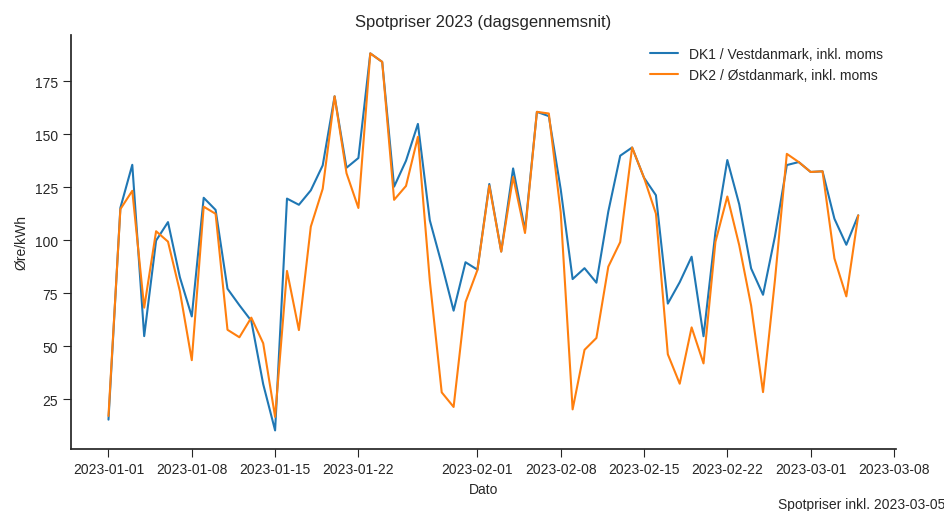 Spotpriser 2023 (dagsgennemsnit)
DK1 / Vestdanmark, inkl. moms
DK2 / Østdanmark, inkl. moms
175
150
125
100
75
50
25
Øre/kWh
2023-01-01 2023-01-08 2023-01-15 2023-01-22 2023-02-01 2023-02-08 2023-02-15 2023-02-22 2023-03-01 2023-03-08
Dato
Spotpriser inkl. 2023-03-05